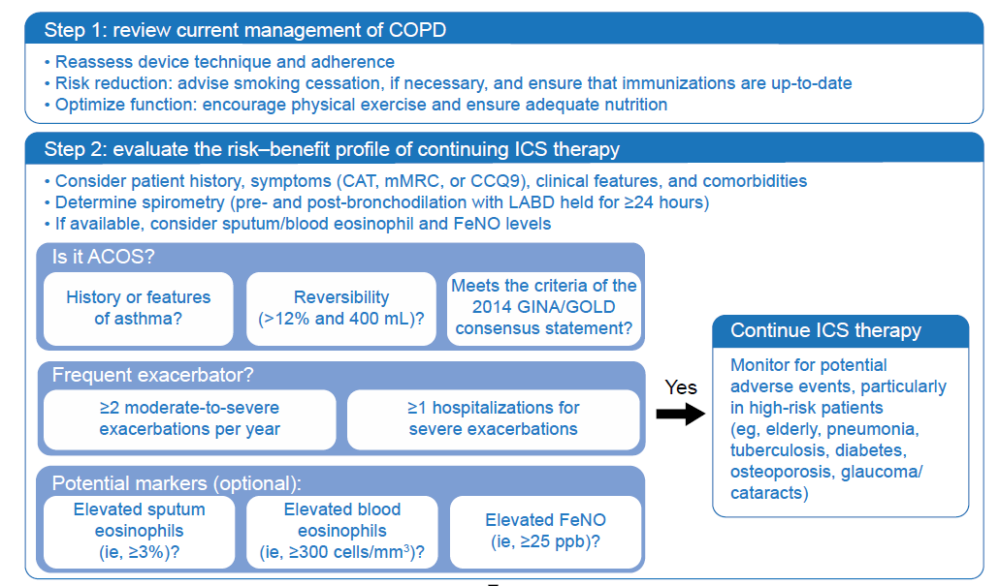 Step 1: review current management of COPD
• Reassess device technique and adherence
• Risk reduction: advise smoking cessation, if necessary, and ensure that immunizations are up-to-date
• Optimize function: encourage physical exercise and ensure adequate nutrition
Step 2: evaluate the risk–benefit profile of continuing ICS therapy
• Consider patient history, symptoms (CAT, mMRC, or CCQ9), clinical features, and comorbidities
• Determine spirometry (pre- and post-bronchodilation with LABD held for ≥24 hours)
• If available, consider sputum/blood eosinophil and FeNO levels
Is it ACOS?
History or features
of asthma?
Reversibility
(>12% and 400 mL)?
Meets the criteria of the
2014 GINA/GOLD
consensus statement?
Frequent exacerbator?
≥2 moderate-to-severe
exacerbations per year
≥1 hospitalizations for
severe exacerbations
Potential markers (optional):
Elevated sputum
eosinophils
(ie, ≥3%)?
Elevated blood
eosinophils
(ie, ≥300 cells/mm³)?
Elevated FeNO
(ie, ≥25 ppb)?
Yes
Continue ICS therapy
Monitor for potential
adverse events, particularly
in high-risk patients
(eg, elderly, pneumonia,
tuberculosis, diabetes,
osteoporosis, glaucoma/
cataracts)